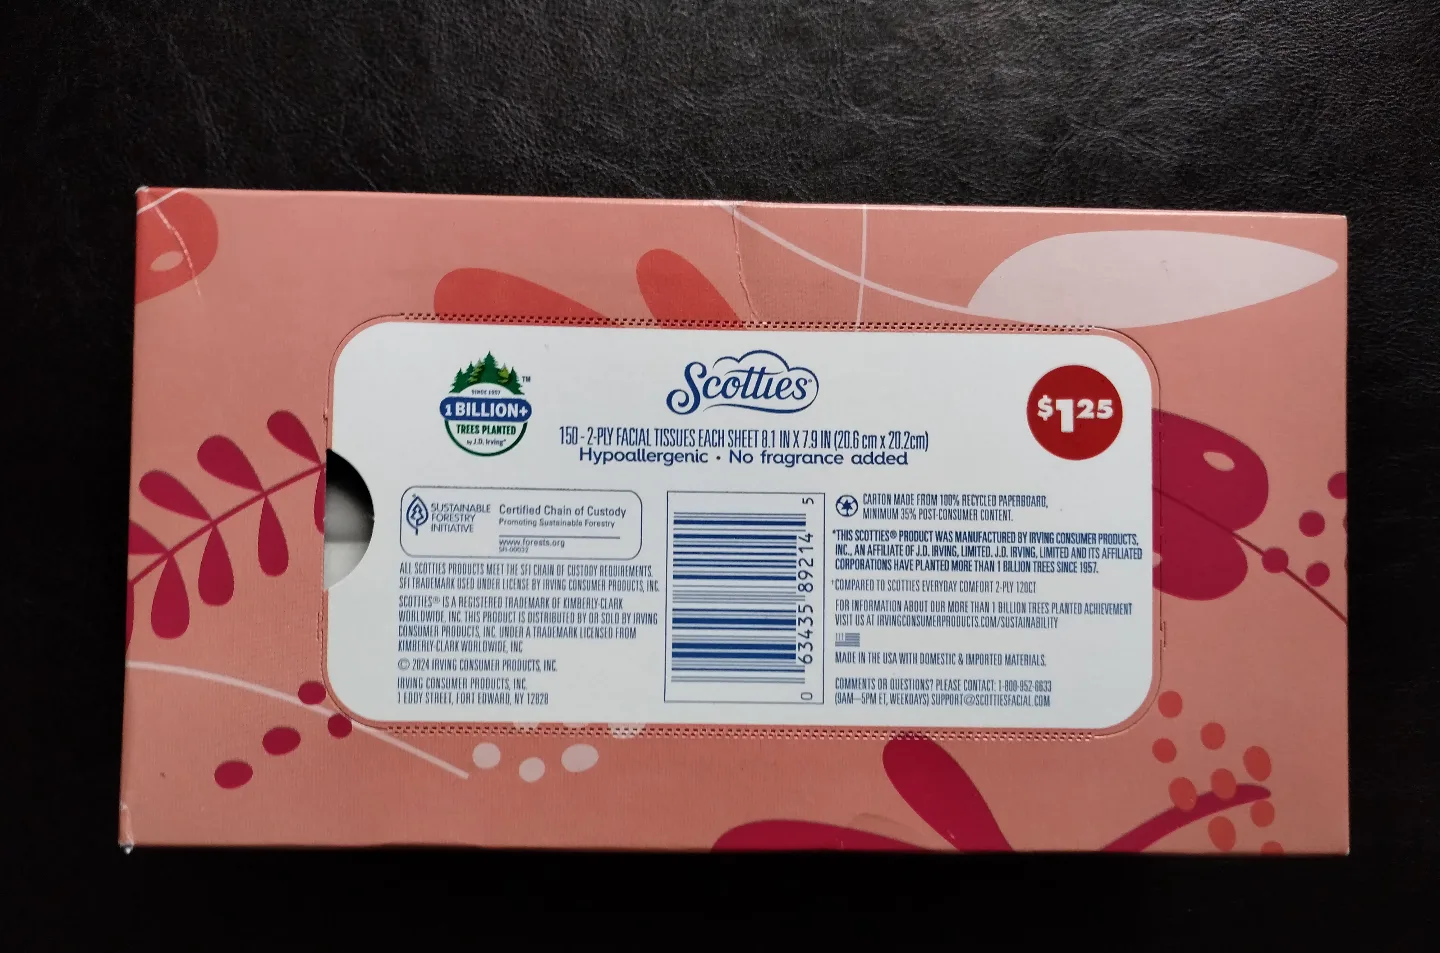 SINCE 1957
1 BILLION+
TREES PLANTED
by J.D. Irving*
TM
Scotties®
$1.25
150 - 2-PLY FACIAL TISSUES EACH SHEET 8.1 IN X 7.9 IN (20.6 cm x 20.2cm)
Hypoallergenic • No fragrance added
SUSTAINABLE
FORESTRY
INITIATIVE
Certified Chain of Custody
Promoting Sustainable Forestry
www.forests.org
SFI-00032
ALL SCOTTIES PRODUCTS MEET THE SFI CHAIN OF CUSTODY REQUIREMENTS.
SFI TRADEMARK USED UNDER LICENSE BY IRVING CONSUMER PRODUCTS, INC.
SCOTTIES® IS A REGISTERED TRADEMARK OF KIMBERLY-CLARK
WORLDWIDE, INC. THIS PRODUCT IS DISTRIBUTED BY OR SOLD BY IRVING
CONSUMER PRODUCTS, INC. UNDER A TRADEMARK LICENSED FROM
KIMBERLY-CLARK WORLDWIDE, INC
© 2024 IRVING CONSUMER PRODUCTS, INC.
IRVING CONSUMER PRODUCTS, INC.
1 EDDY STREET, FORT EDWARD, NY 12828
0 63435 89214 5
CARTON MADE FROM 100% RECYCLED PAPERBOARD,
MINIMUM 35% POST-CONSUMER CONTENT.
*THIS SCOTTIES® PRODUCT WAS MANUFACTURED BY IRVING CONSUMER PRODUCTS,
INC., AN AFFILIATE OF J.D. IRVING, LIMITED. J.D. IRVING, LIMITED AND ITS AFFILIATED
CORPORATIONS HAVE PLANTED MORE THAN 1 BILLION TREES SINCE 1957.
COMPARED TO SCOTTIES EVERYDAY COMFORT 2-PLY 120CT
FOR INFORMATION ABOUT OUR MORE THAN 1 BILLION TREES PLANTED ACHIEVEMENT
VISIT US AT IRVINGCONSUMERPRODUCTS.COM/SUSTAINABILITY
MADE IN THE USA WITH DOMESTIC & IMPORTED MATERIALS.
COMMENTS OR QUESTIONS? PLEASE CONTACT: 1-800-952-6633
(9AM–5PM ET, WEEKDAYS) SUPPORT@SCOTTIESFACIAL.COM